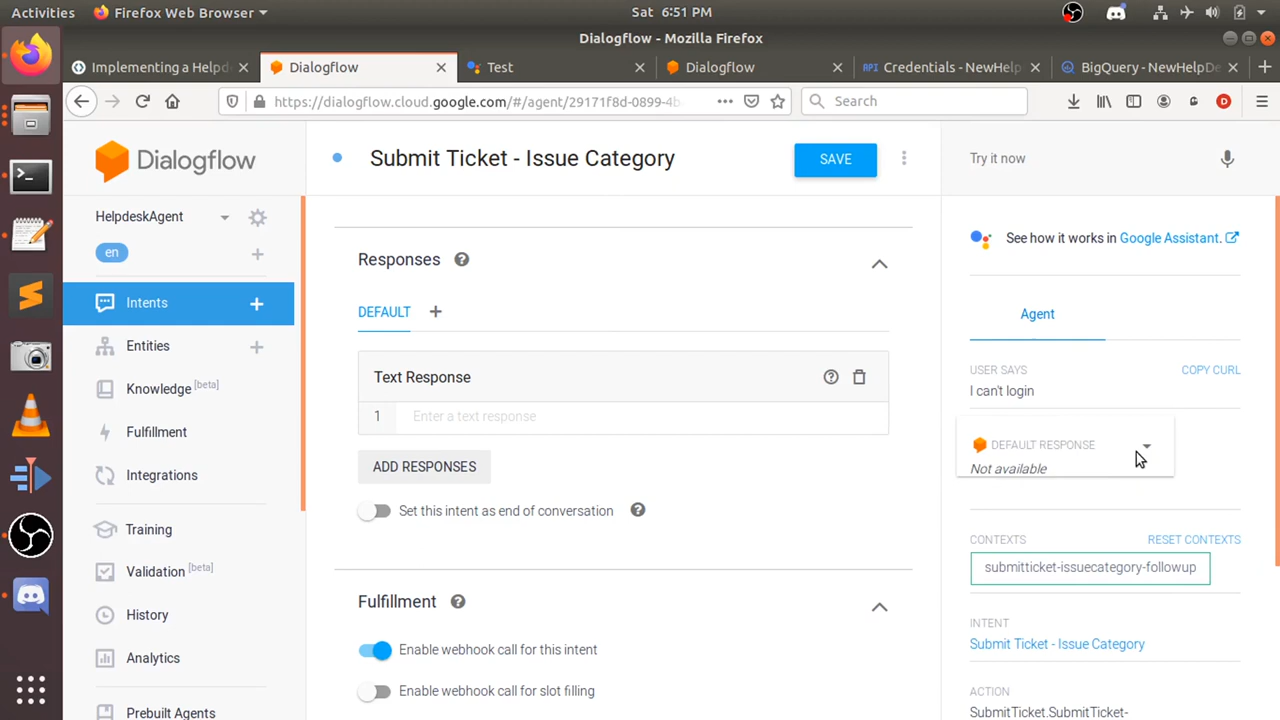 Activities Firefox Web Browser Sat 6:51 PM
Dialogflow - Mozilla Firefox
Implementing a Helpd Dialogflow Test Dialogflow API Credentials - NewHelp BigQuery - NewHelpDe
https://dialogflow.cloud.google.com/#/agent/29171f8d-0899-4b Search
Dialogflow
Submit Ticket - Issue Category
SAVE
Try it now
HelpdeskAgent
en
Intents
Entities
Knowledge [beta]
Fulfillment
Integrations
Training
Validation [beta]
History
Analytics
Prebuilt Agents
Responses
DEFAULT
Text Response
1 Enter a text response
ADD RESPONSES
Set this intent as end of conversation
Fulfillment
Enable webhook call for this intent
Enable webhook call for slot filling
See how it works in Google Assistant.
Agent
USER SAYS COPY CURL
I can't login
DEFAULT RESPONSE
Not available
CONTEXTS RESET CONTEXTS
submitticket-issuecategory-followup
INTENT
Submit Ticket - Issue Category
ACTION
SubmitTicket.SubmitTicket-